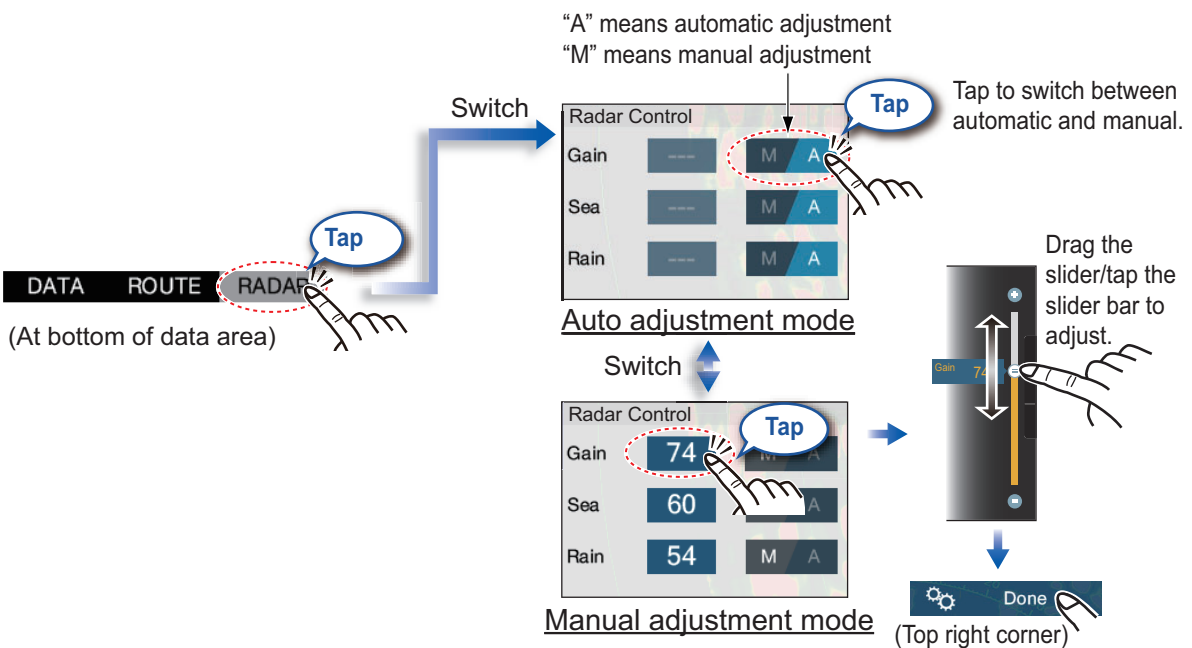 “A” means automatic adjustment
“M” means manual adjustment
Switch
Tap
Tap to switch between
automatic and manual.
Radar Control
Gain --- M A
Sea --- M A
Rain --- M A
Auto adjustment mode
Tap
DATA ROUTE RADAR
(At bottom of data area)
Switch
Drag the
slider/tap the
slider bar to
adjust.
Gain 74
Radar Control
Tap
Gain 74 M A
Sea 60 A
Rain 54 M A
Manual adjustment mode
Done
(Top right corner)